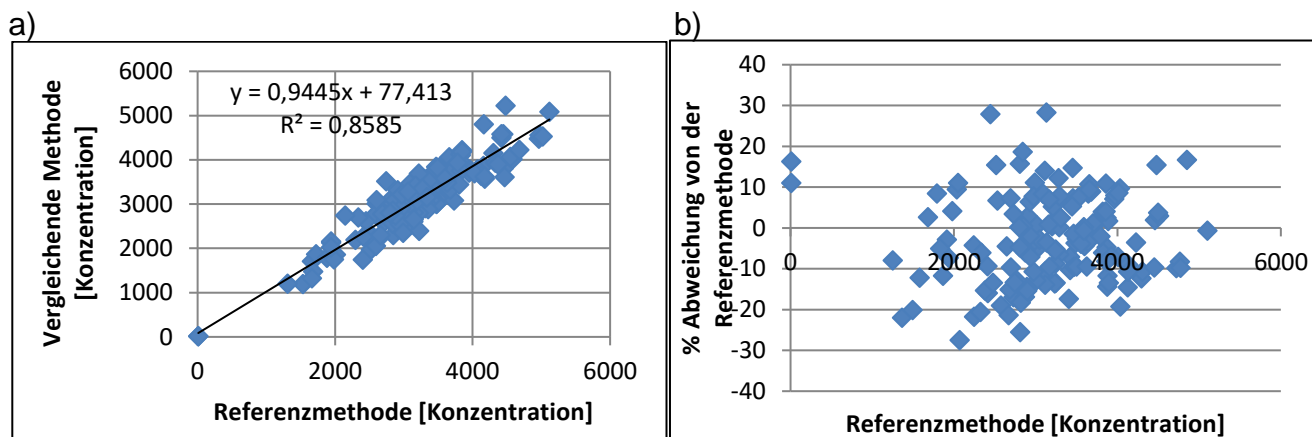 a)
6000
5000
4000
3000
2000
1000
0
y = 0,9445x + 77,413
R² = 0,8585
Vergleichende Methode
[Konzentration]
0
2000
4000
6000
Referenzmethode [Konzentration]
b)
40
30
20
10
0
-10
-20
-30
-40
% Abweichung von der
Referenzmethode
0
2000
4000
6000
Referenzmethode [Konzentration]